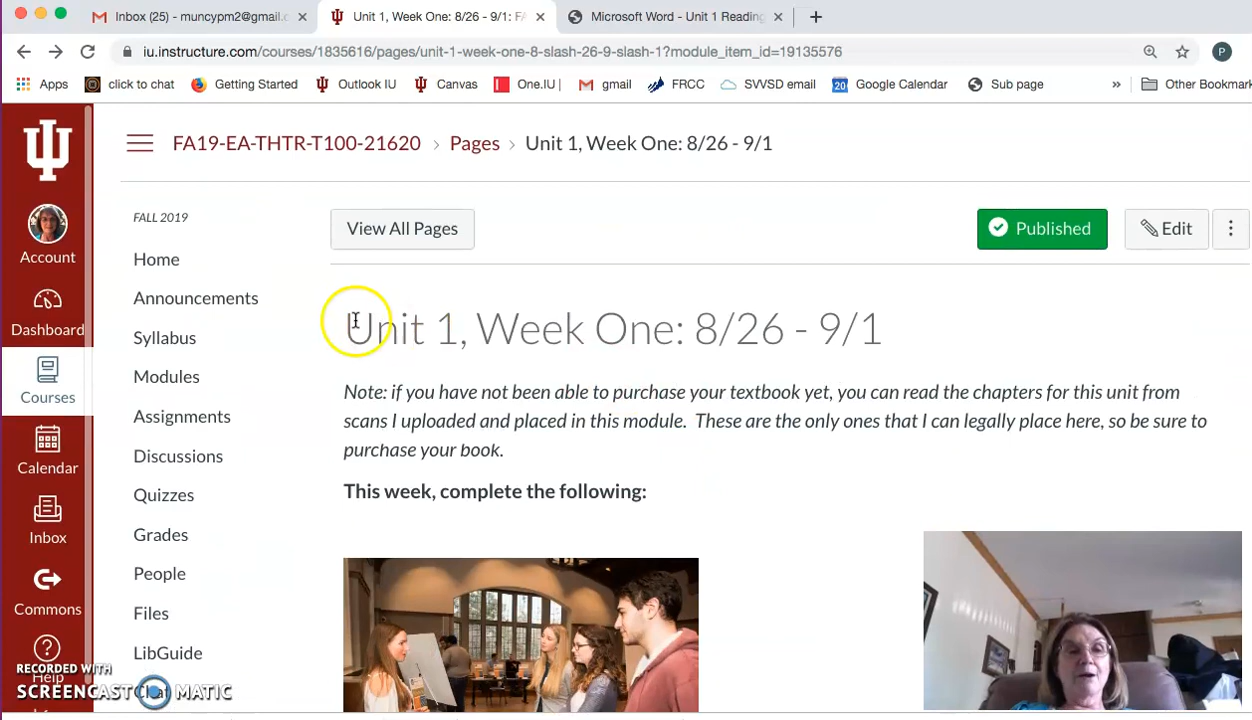 Inbox (25) - muncypm2@gmail.c
Unit 1, Week One: 8/26 - 9/1: FA
Microsoft Word - Unit 1 Reading
iu.instructure.com/courses/1835616/pages/unit-1-week-one-8-slash-26-9-slash-1?module_item_id=19135576
P
Apps
click to chat
Getting Started
Outlook IU
Canvas
One.IU |
gmail
FRCC
SVVSD email
20
Google Calendar
Sub page
»
Other Bookmark
FA19-EA-THTR-T100-21620 › Pages › Unit 1, Week One: 8/26 - 9/1
Account
Dashboard
Courses
Calendar
Inbox
Commons
Help
FALL 2019
Home
Announcements
Syllabus
Modules
Assignments
Discussions
Quizzes
Grades
People
Files
LibGuide
View All Pages
Published
Edit
Unit 1, Week One: 8/26 - 9/1
Note: if you have not been able to purchase your textbook yet, you can read the chapters for this unit from
scans I uploaded and placed in this module. These are the only ones that I can legally place here, so be sure to
purchase your book.
This week, complete the following:
RECORDED WITH
SCREENCAST MATIC